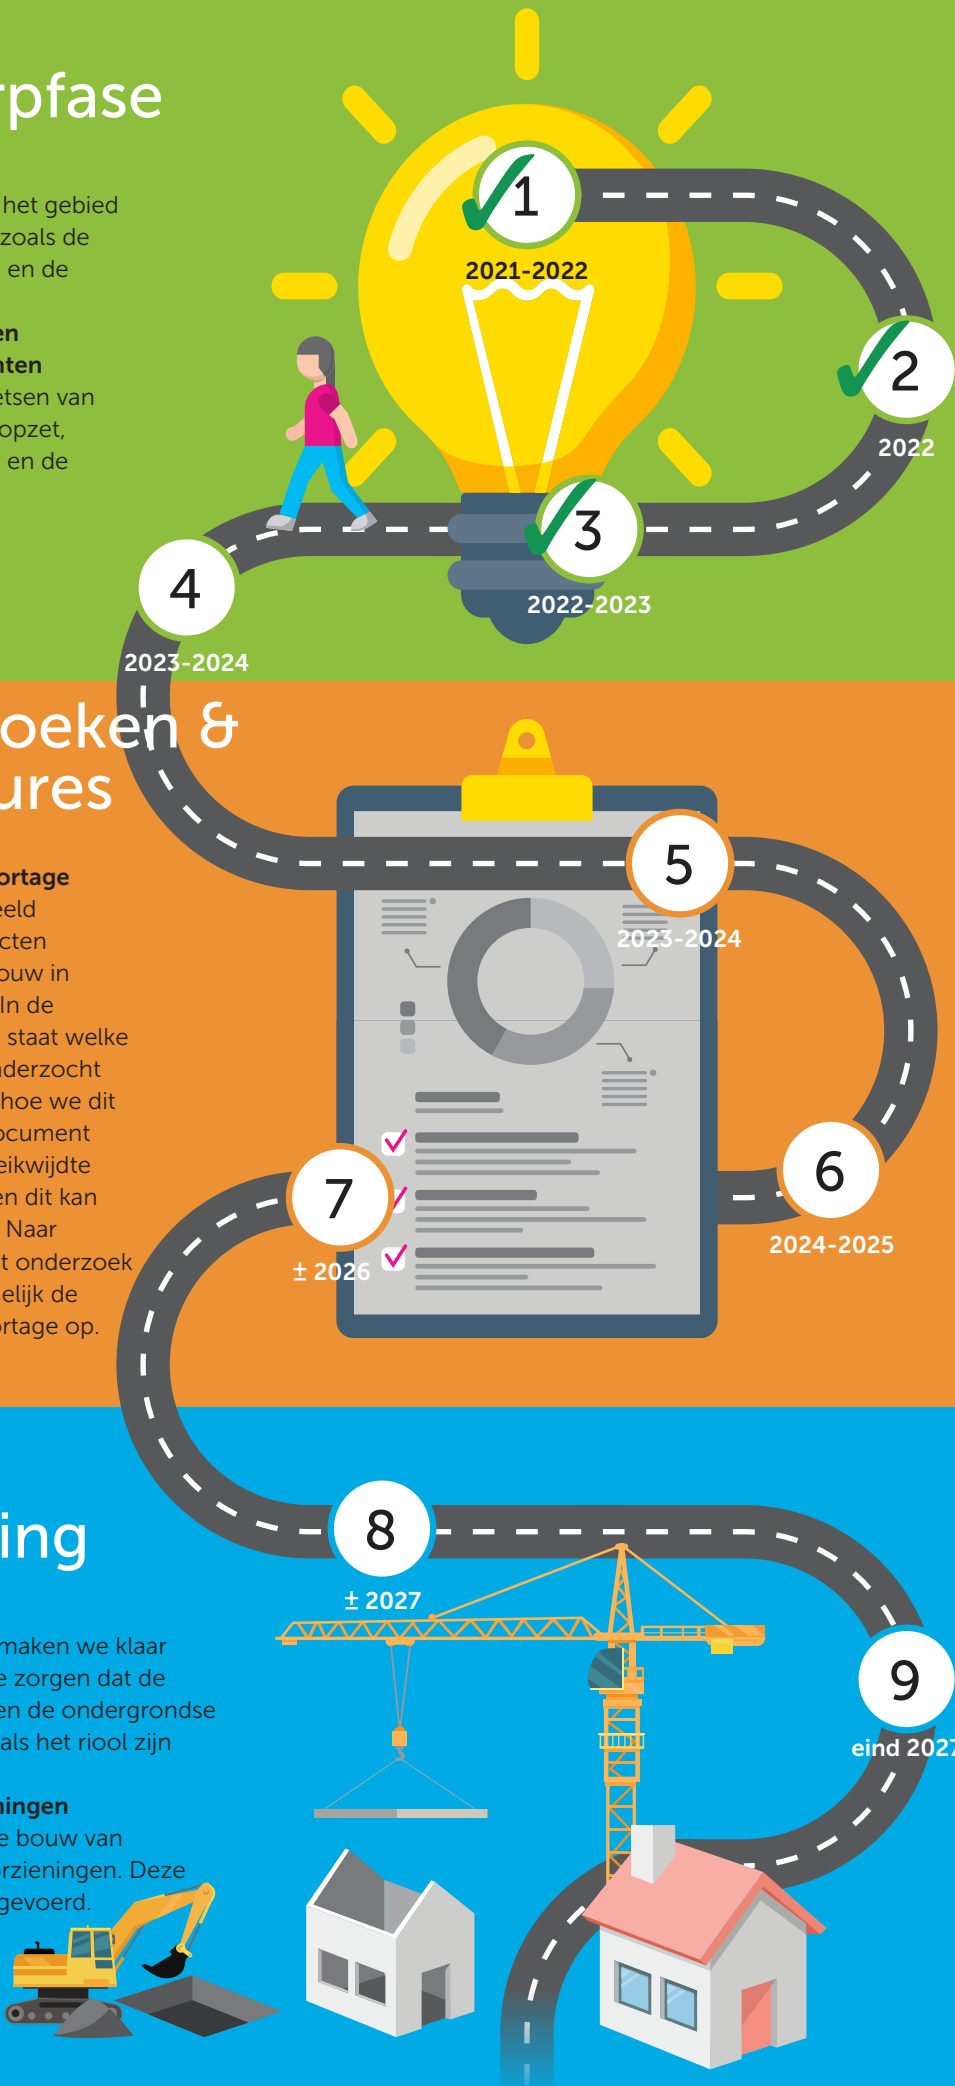 rpfase
het gebied
zoals de
en de
en
nten
etsen van
opzet,
en de
1
2021-2022
2
2022
3
2022-2023
4
2023-2024
oeken &
ures
ortage
eeld
cten
ouw in
In de
staat welke
nderzocht
hoe we dit
ocument
eikwijdte
en dit kan
Naar
t onderzoek
elijk de
ortage op.
5
2023-2024
6
2024-2025
7
± 2026
ing
maken we klaar
e zorgen dat de
en de ondergrondse
als het riool zijn
ningen
e bouw van
orzieningen. Deze
gevoerd.
8
± 2027
9
eind 2027